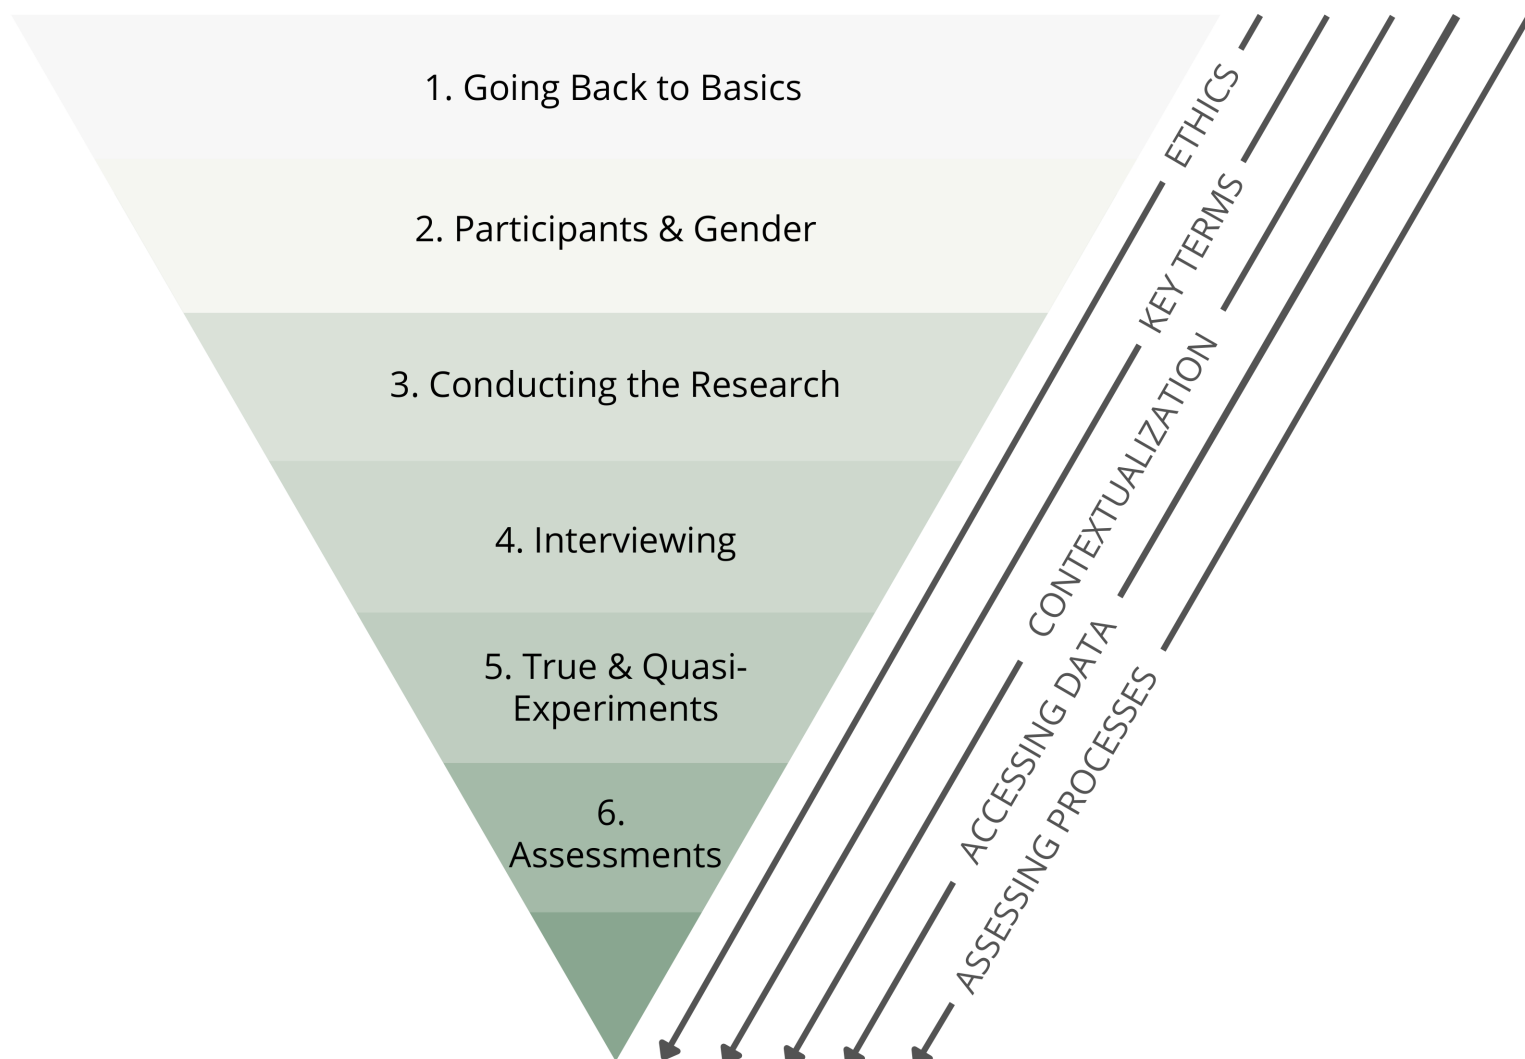 1. Going Back to Basics
2. Participants & Gender
3. Conducting the Research
4. Interviewing
5. True & Quasi-
Experiments
6.
Assessments
ETHICS
KEY TERMS
CONTEXTUALIZATION
ACCESSING DATA
ASSESSING PROCESSES